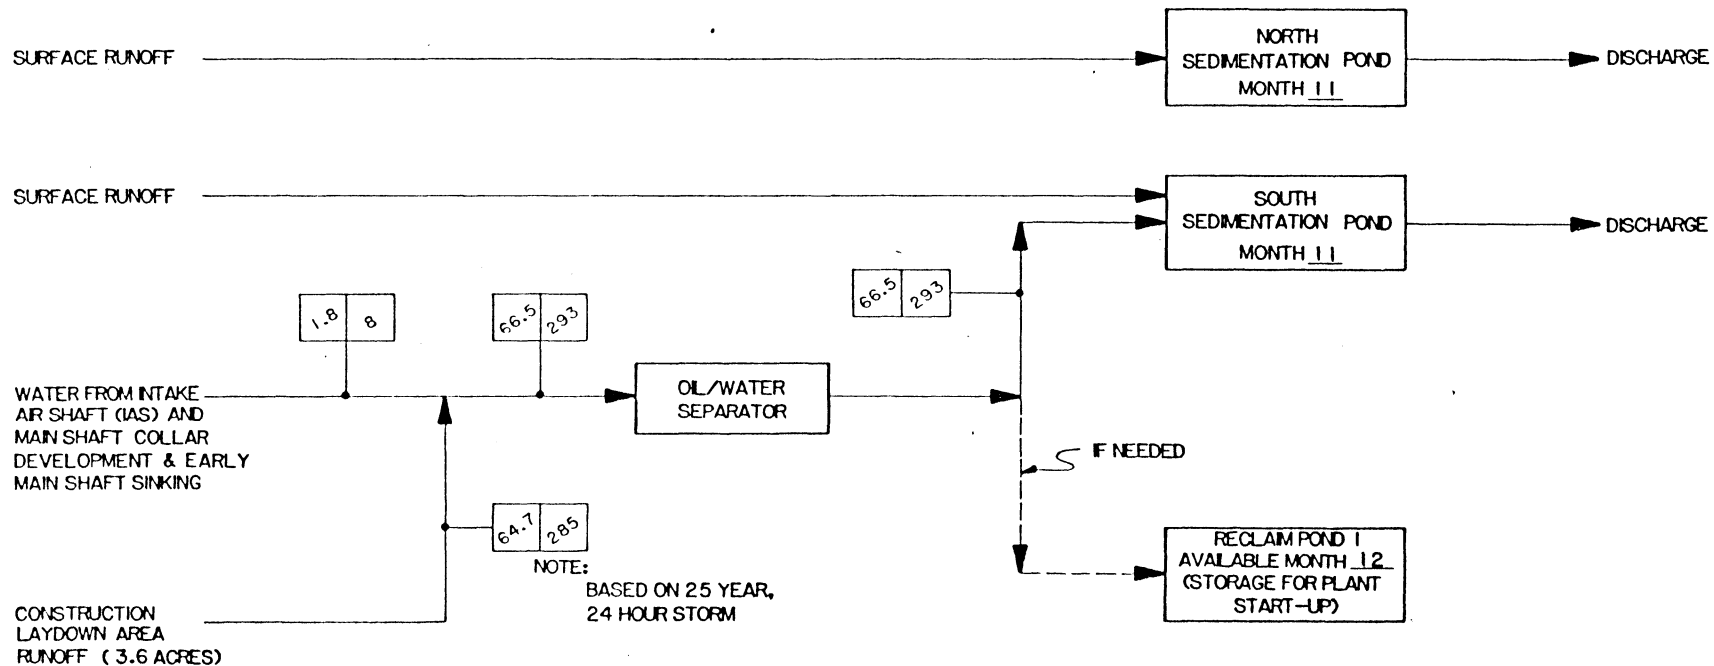 SURFACE RUNOFF
NORTH
SEDIMENTATION POND
MONTH 11
DISCHARGE
SURFACE RUNOFF
SOUTH
SEDIMENTATION POND
MONTH 11
DISCHARGE
1.8 8
66.5 293
66.5 293
WATER FROM INTAKE
AIR SHAFT (IAS) AND
MAIN SHAFT COLLAR
DEVELOPMENT & EARLY
MAIN SHAFT SINKING
OIL/WATER
SEPARATOR
IF NEEDED
64.7 285
NOTE:
BASED ON 25 YEAR,
24 HOUR STORM
RECLAIM POND 1
AVAILABLE MONTH 12
(STORAGE FOR PLANT
START-UP)
CONSTRUCTION
LAYDOWN AREA
RUNOFF (3.6 ACRES)